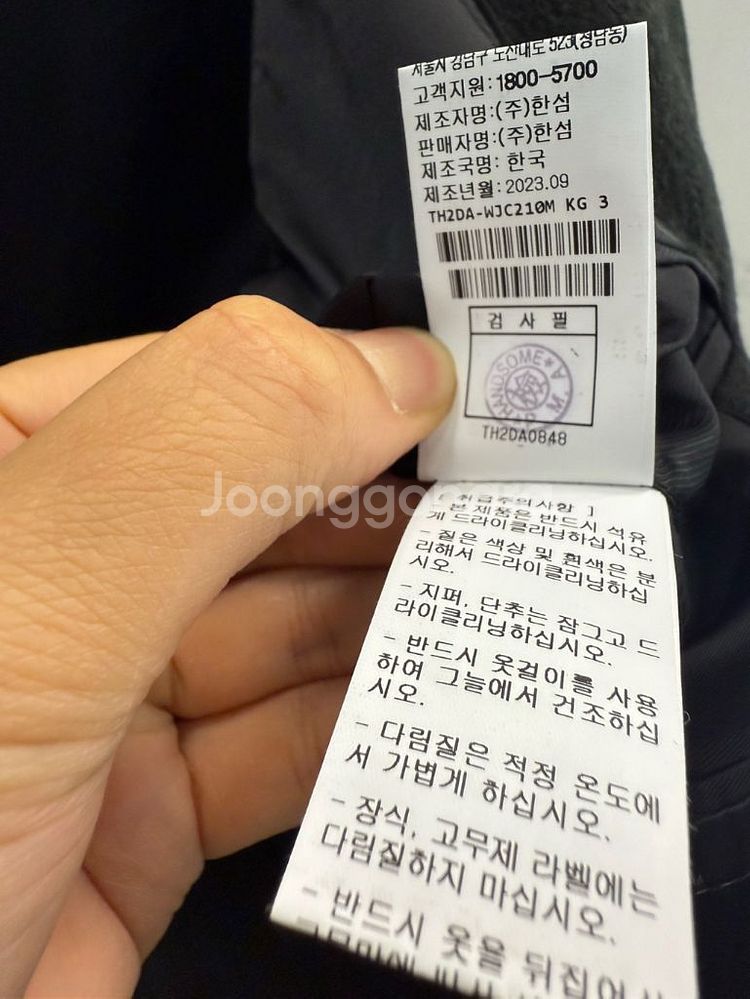 서울시 강남구 도산대로 523(청담동)
고객지원:1800-5700
제조자명:(주)한섬
판매자명:(주)한섬
제조국명: 한국
제조년월: 2023.09
TH2DA-WJC210M KG 3
검 사 필
HANDSOME
TH2DA0848
Joonggo
[ 취급주의사항 ]
- 본 제품은 반드시 석유
게 드라이클리닝하십시오.
- 짙은 색상 및 흰색은 분
리해서 드라이클리닝하십
시오.
- 지퍼, 단추는 잠그고 드
라이클리닝하십시오.
- 반드시 옷걸이를 사용
하여 그늘에서 건조하십
시오.
- 다림질은 적정 온도에
서 가볍게 하십시오.
- 장식, 고무제 라벨에는
다림질하지 마십시오.
- 반드시 옷을 뒤집어